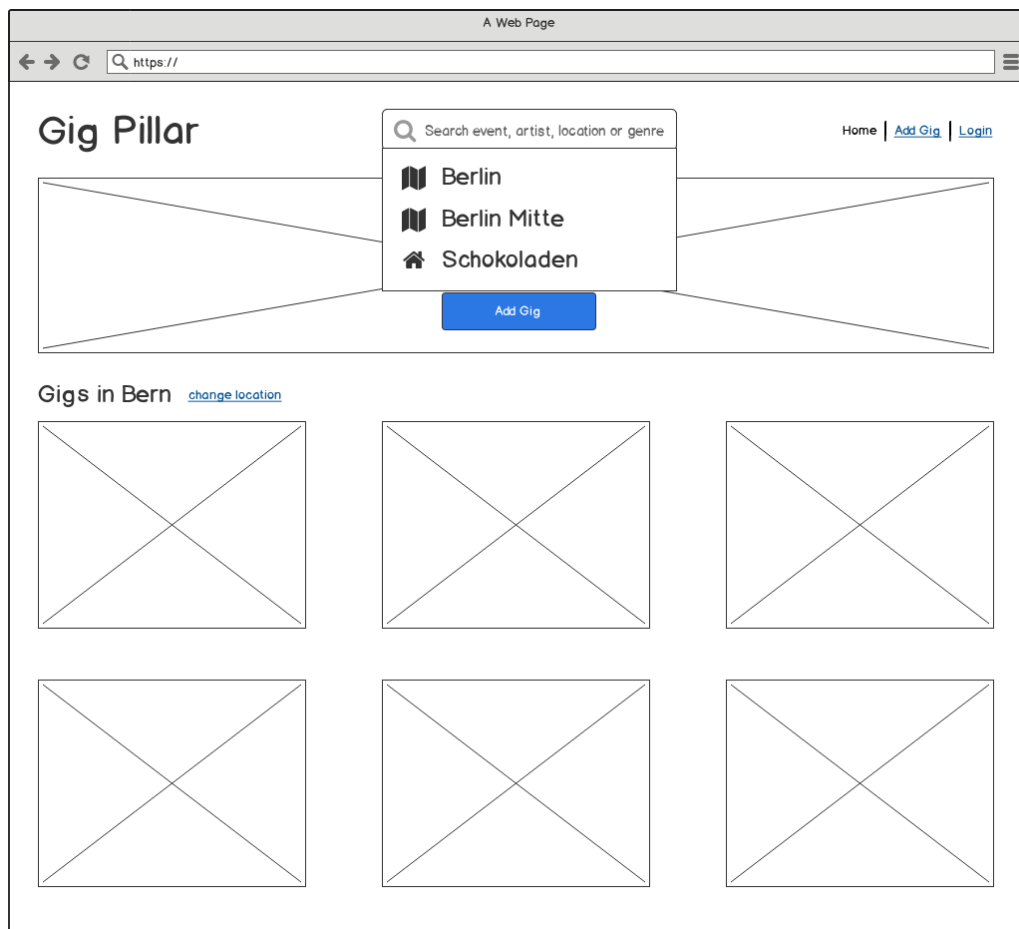 A Web Page
https://
Gig Pillar
Search event, artist, location or genre
Home | Add Gig | Login
Berlin
Berlin Mitte
Schokoladen
Add Gig
Gigs in Bern change location